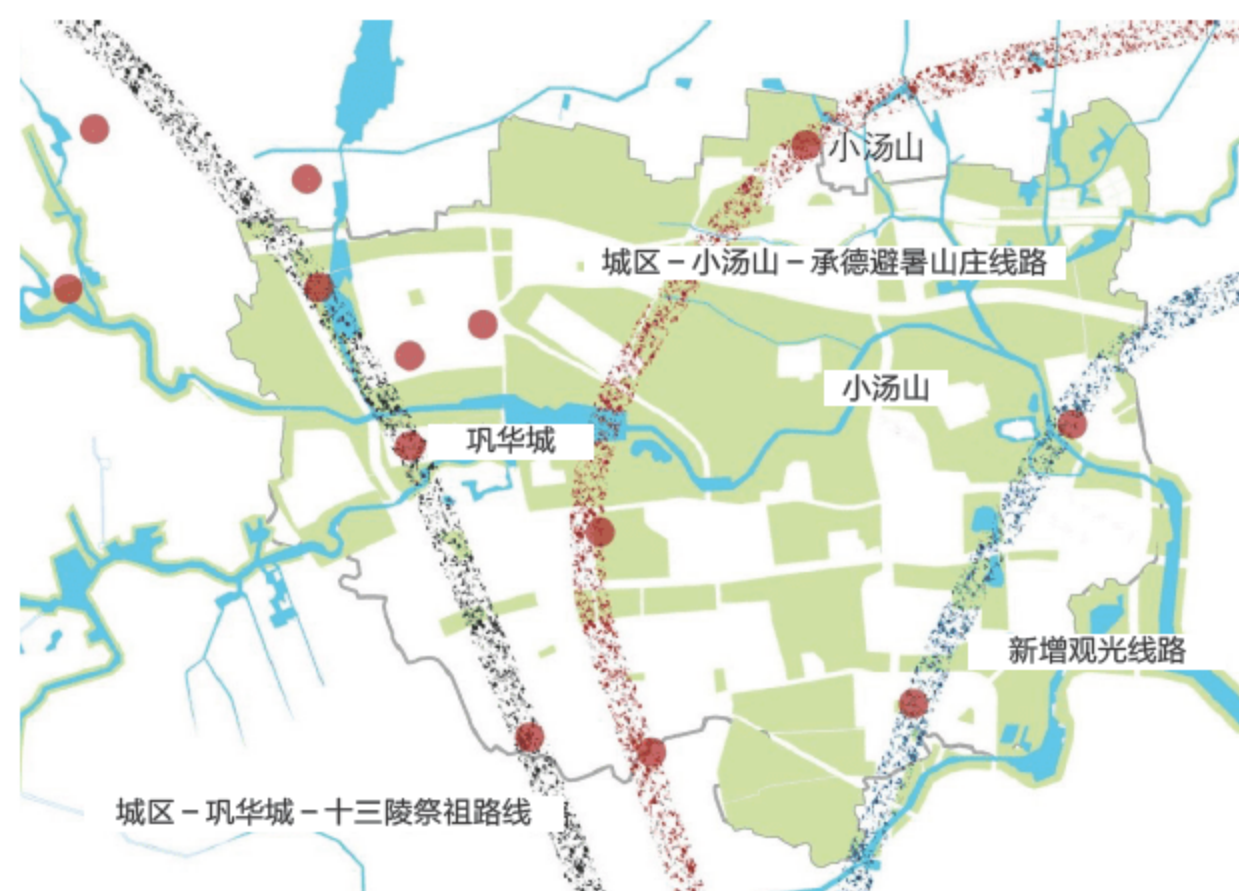 小汤山
城区－小汤山－承德避暑山庄线路
小汤山
巩华城
新增观光线路
城区－巩华城－十三陵祭祖路线